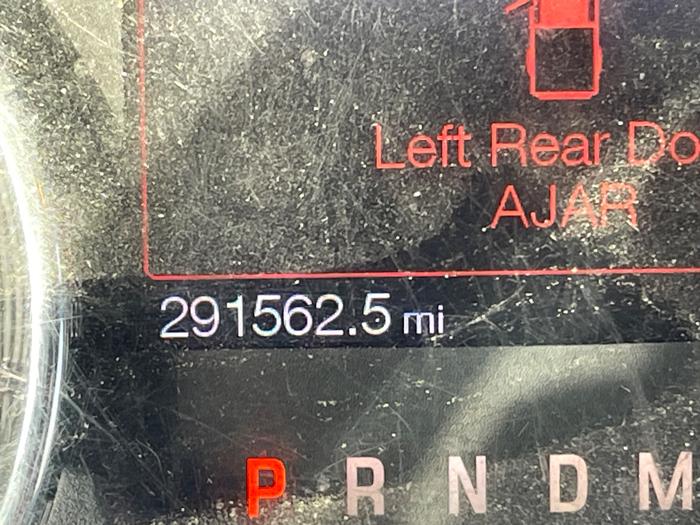 Left Rear Do
AJAR
291562.5 mi
P R N D M